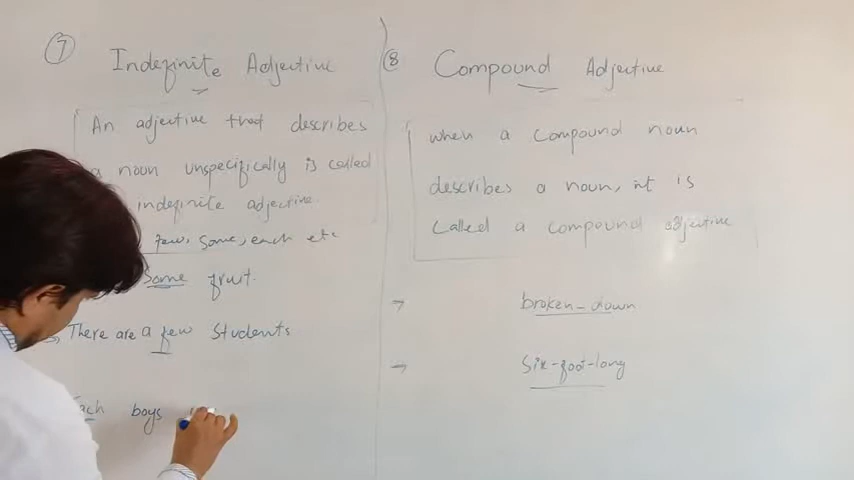 7 Indefinite Adjective
An adjective that describes
a noun unspecifically is called
indefinite adjective.
few, some, each etc
Some fruit.
There are a few Students
Each boys
8 Compound Adjective
when a compound noun
describes a noun, it is
called a compound adjective
→ broken-down
→ Six-foot-long